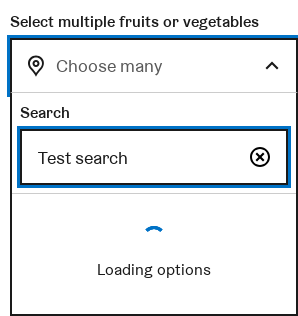 Select multiple fruits or vegetables
Choose many
Search
Test search
Loading options